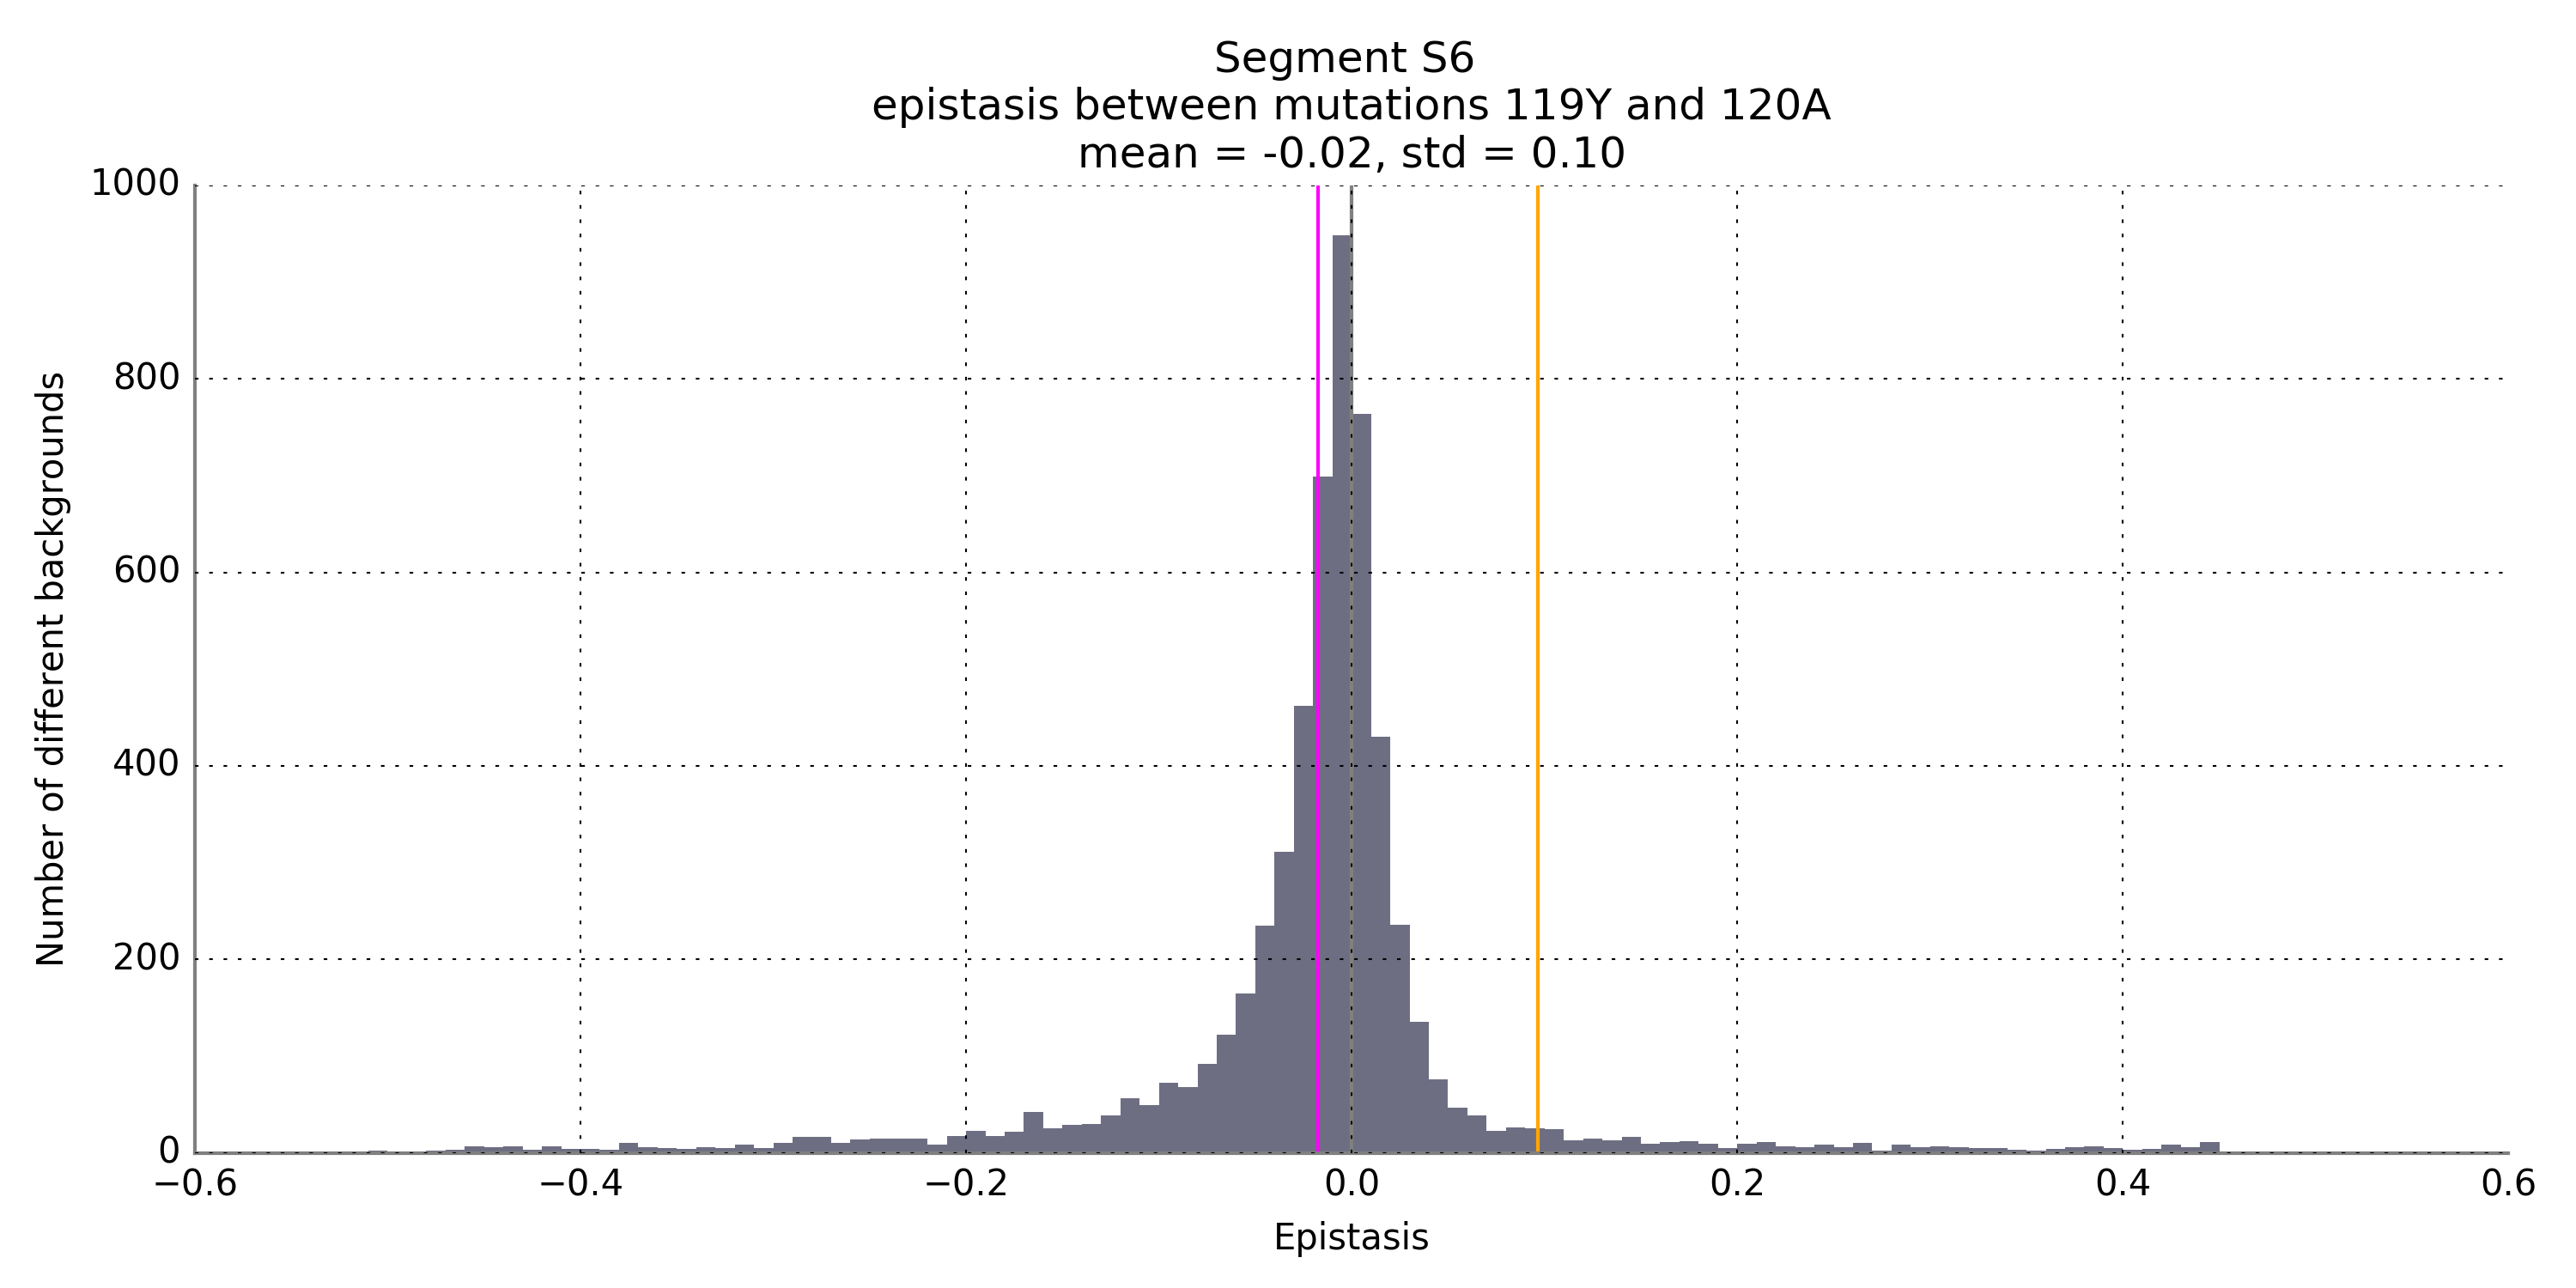 Segment S6
epistasis between mutations 119Y and 120A
mean = -0.02, std = 0.10
1000
800
600
400
200
0
Number of different backgrounds
−0.6
−0.4
−0.2
0.0
0.2
0.4
0.6
Epistasis